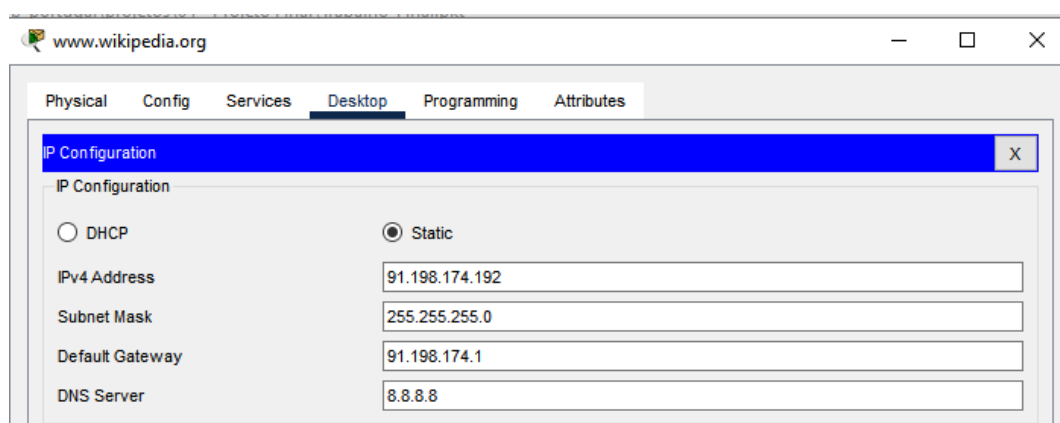 www.wikipedia.org
Physical Config Services Desktop Programming Attributes
IP Configuration X
IP Configuration
DHCP Static
IPv4 Address 91.198.174.192
Subnet Mask 255.255.255.0
Default Gateway 91.198.174.1
DNS Server 8.8.8.8